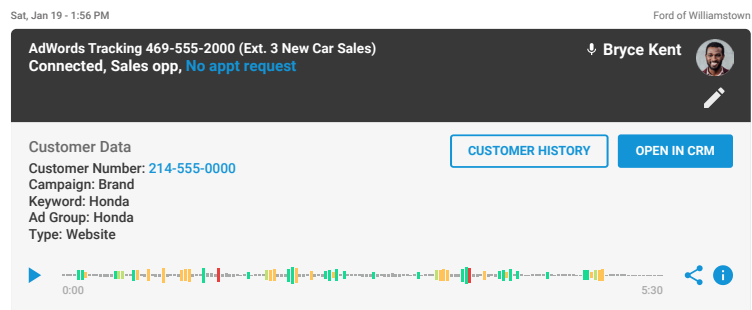 Sat, Jan 19 - 1:56 PM
Ford of Williamstown
AdWords Tracking 469-555-2000 (Ext. 3 New Car Sales)
Bryce Kent
Connected, Sales opp, No appt request
Customer Data
CUSTOMER HISTORY
OPEN IN CRM
Customer Number: 214-555-0000
Campaign: Brand
Keyword: Honda
Ad Group: Honda
Type: Website
0:00
5:30